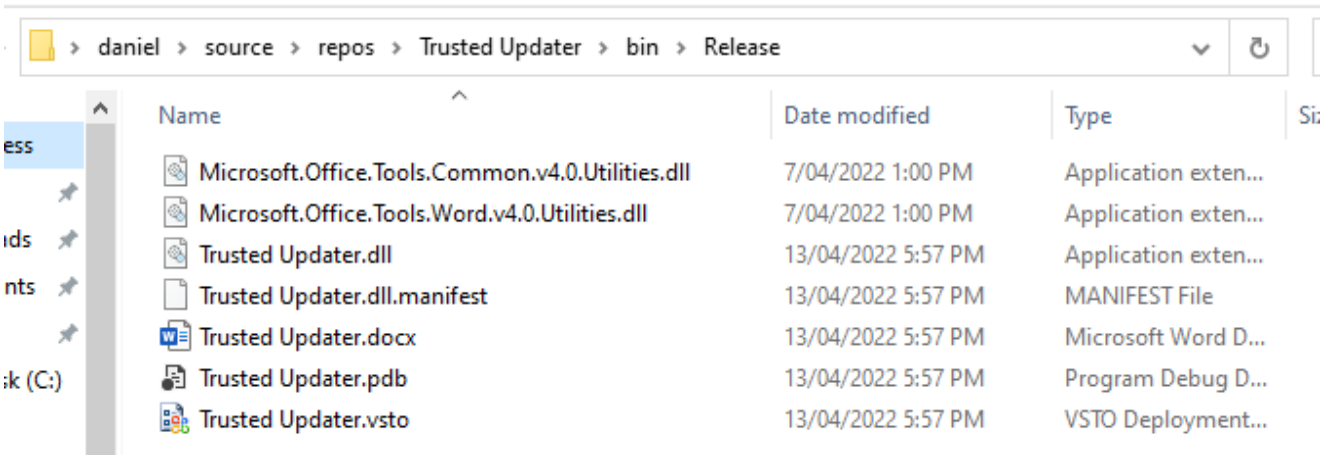 daniel > source > repos > Trusted Updater > bin > Release
Name Date modified Type Siz
ess
Microsoft.Office.Tools.Common.v4.0.Utilities.dll 7/04/2022 1:00 PM Application exten...
Microsoft.Office.Tools.Word.v4.0.Utilities.dll 7/04/2022 1:00 PM Application exten...
ads Trusted Updater.dll 13/04/2022 5:57 PM Application exten...
nts Trusted Updater.dll.manifest 13/04/2022 5:57 PM MANIFEST File
Trusted Updater.docx 13/04/2022 5:57 PM Microsoft Word D...
sk (C:) Trusted Updater.pdb 13/04/2022 5:57 PM Program Debug D...
Trusted Updater.vsto 13/04/2022 5:57 PM VSTO Deployment...